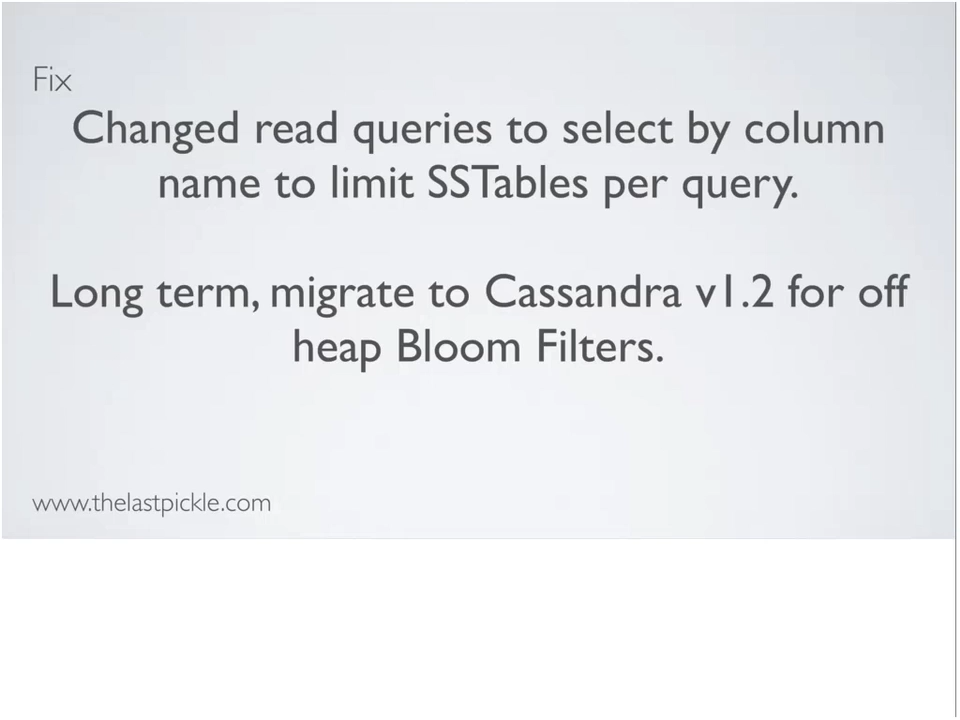 Fix
Changed read queries to select by column
name to limit SSTables per query.
Long term, migrate to Cassandra v1.2 for off
heap Bloom Filters.
www.thelastpickle.com